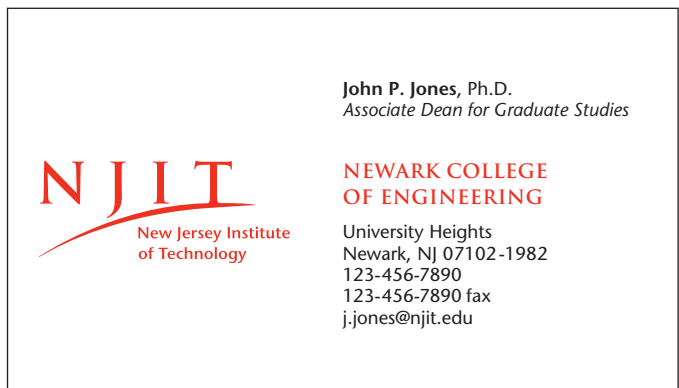 NJIT
New Jersey Institute
of Technology
John P. Jones, Ph.D.
Associate Dean for Graduate Studies
NEWARK COLLEGE
OF ENGINEERING
University Heights
Newark, NJ 07102-1982
123-456-7890
123-456-7890 fax
j.jones@njit.edu